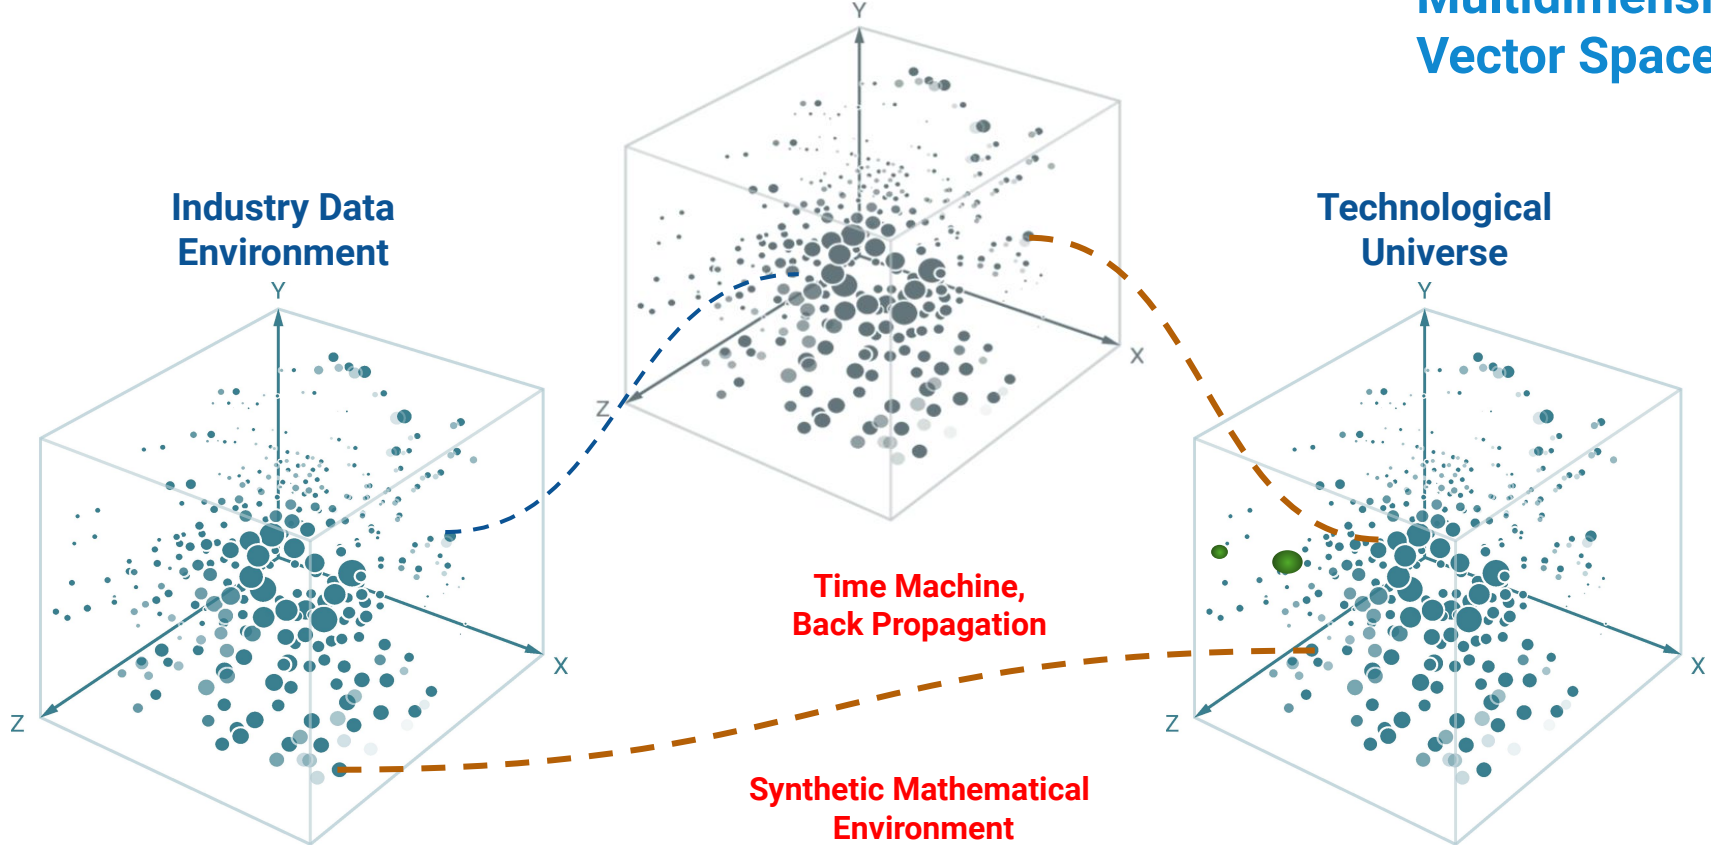 Vector Space
Y
X
Z
Industry Data
Environment
Y
X
Z
Technological
Universe
Y
X
Z
Time Machine,
Back Propagation
Synthetic Mathematical
Environment